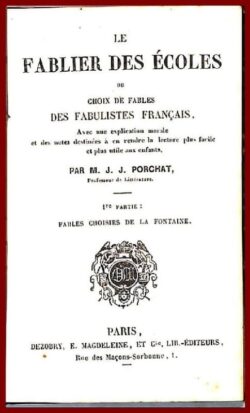 LE
FABLIER DES ÉCOLES
OU
CHOIX DE FABLES
DES FABULISTES FRANÇAIS,
Avec une explication morale
et des notes destinées à en rendre la lecture plus facile
et plus utile aux enfants,
PAR M. J. J. PORCHAT,
Professeur de Littérature.
1re PARTIE :
FABLES CHOISIES DE LA FONTAINE.
PARIS,
DEZOBRY, E. MAGDELEINE, ET Cie, LIB.-ÉDITEURS,
Rue des Maçons-Sorbonne, 1.